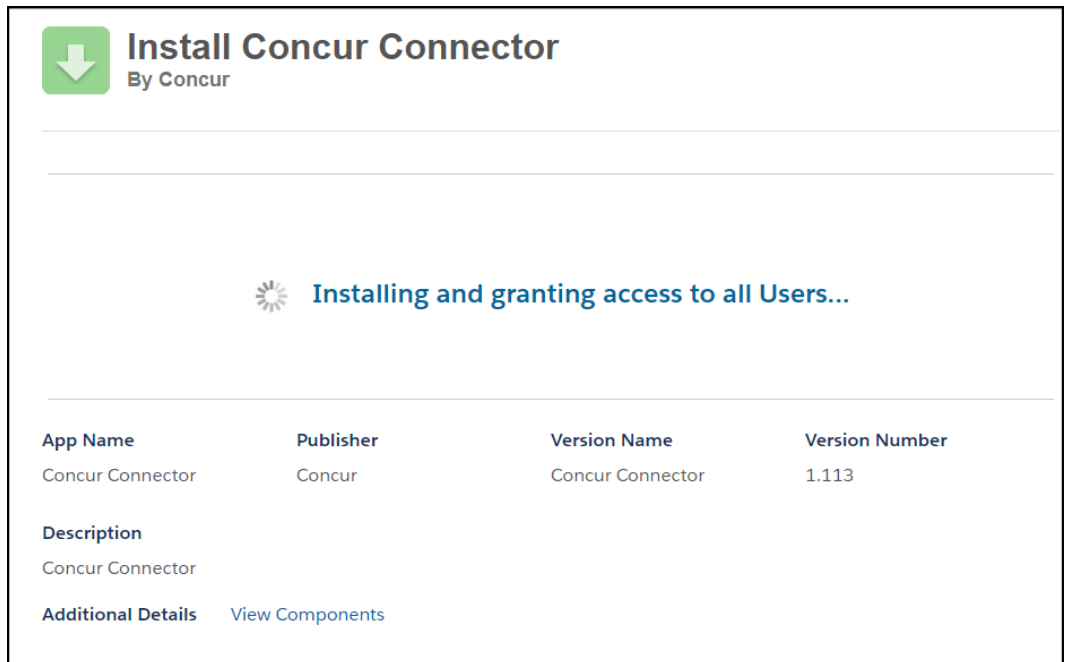 Install Concur Connector
By Concur
Installing and granting access to all Users...
App Name Publisher Version Name Version Number
Concur Connector Concur Concur Connector 1.113
Description
Concur Connector
Additional Details View Components